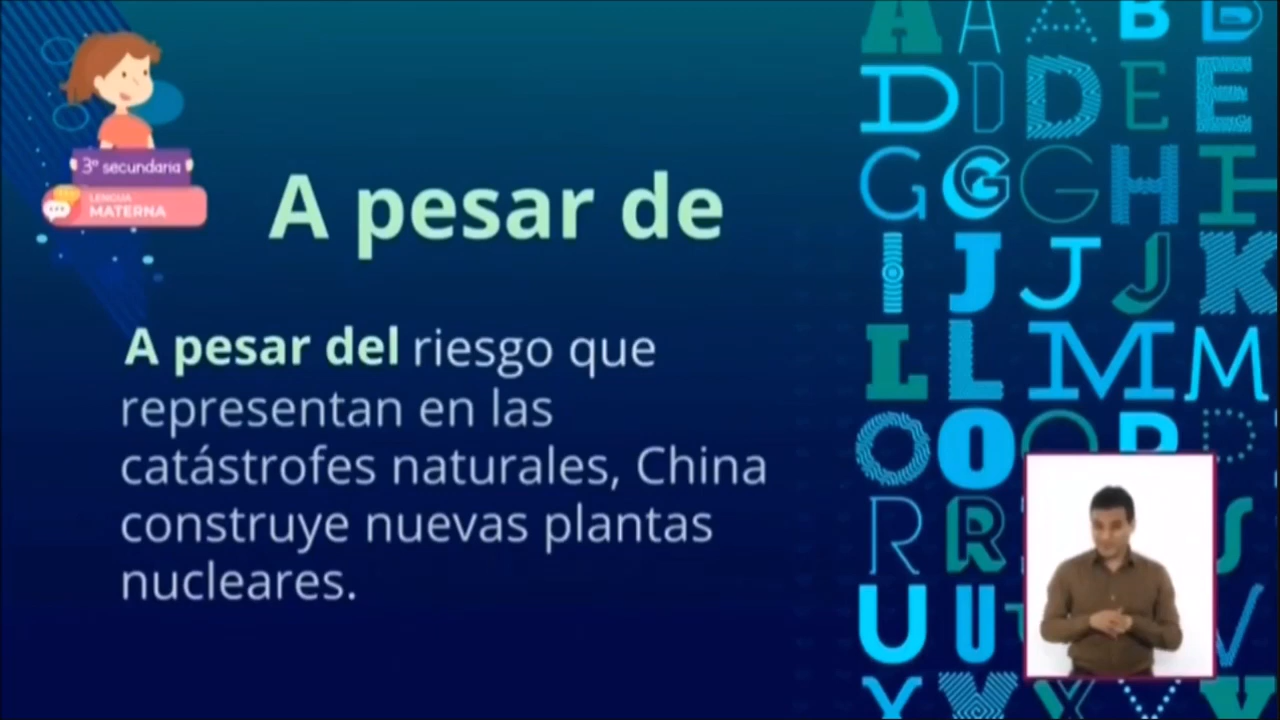 3º secundaria
LENGUA
MATERNA
A pesar de
A pesar del riesgo que
representan en las
catástrofes naturales, China
construye nuevas plantas
nucleares.
A A A B B
D D D E E
G G G H I
I J J J K
L L M M
O O O P P
R R S
U U V